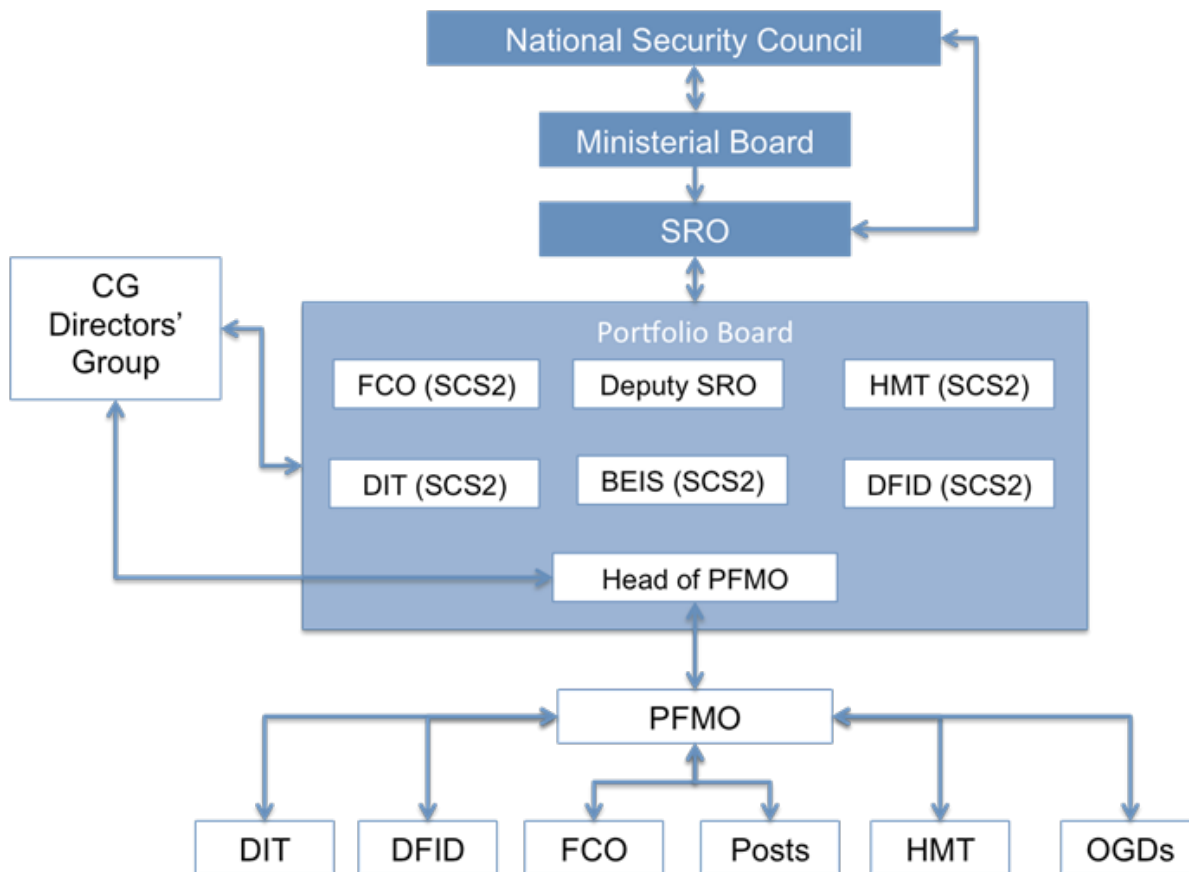 National Security Council
Ministerial Board
SRO
CG
Directors’
Group
Portfolio Board
FCO (SCS2)
Deputy SRO
HMT (SCS2)
DIT (SCS2)
BEIS (SCS2)
DFID (SCS2)
Head of PFMO
PFMO
DIT
DFID
FCO
Posts
HMT
OGDs